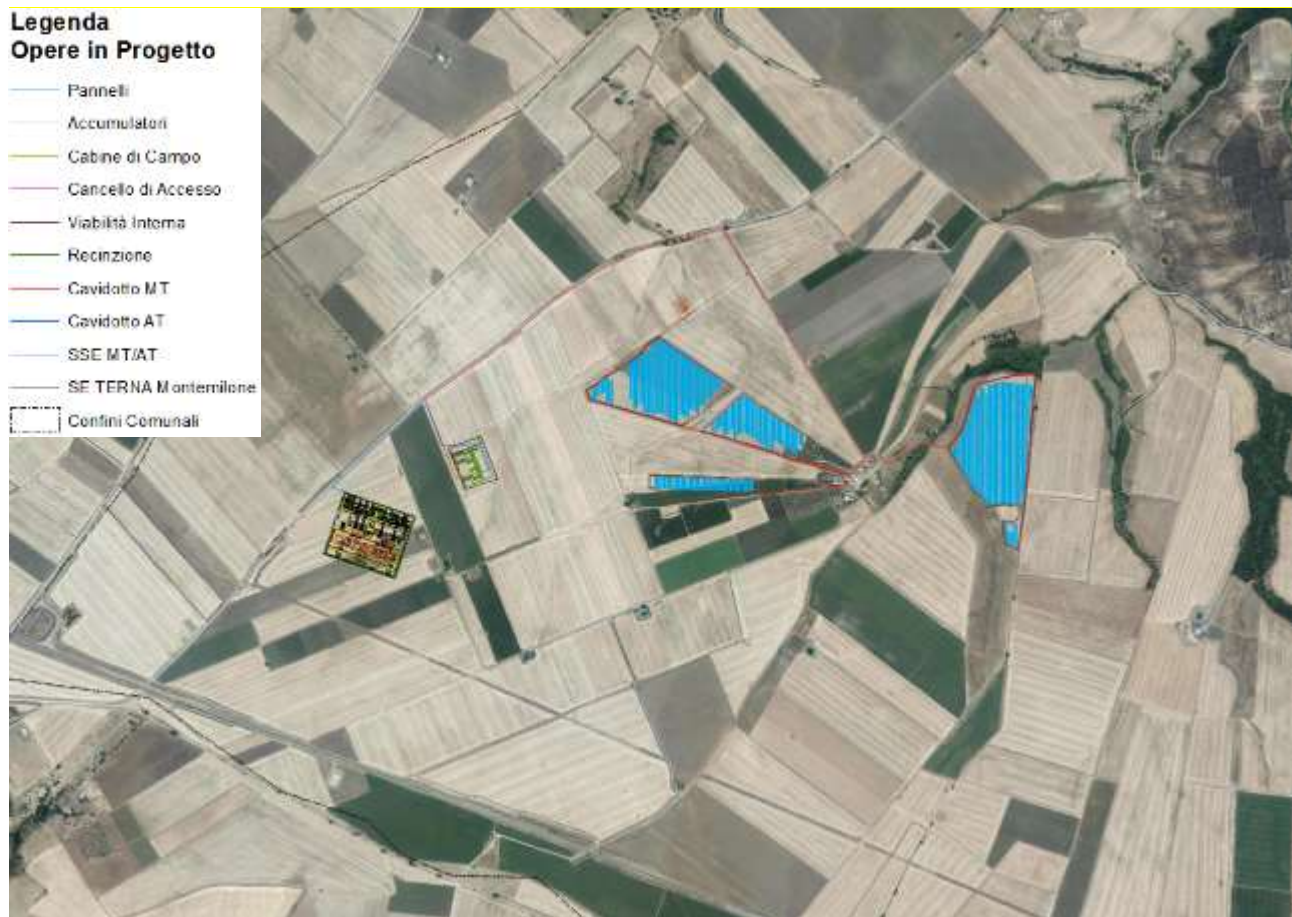 Legenda
Opere in Progetto
Pannelli
Accumulatori
Cabine di Campo
Cancello di Accesso
Viabilità Interna
Recinzione
Cavidotto MT
Cavidotto AT
SSE MT/AT
SE TERNA Montemilone
Confini Comunali